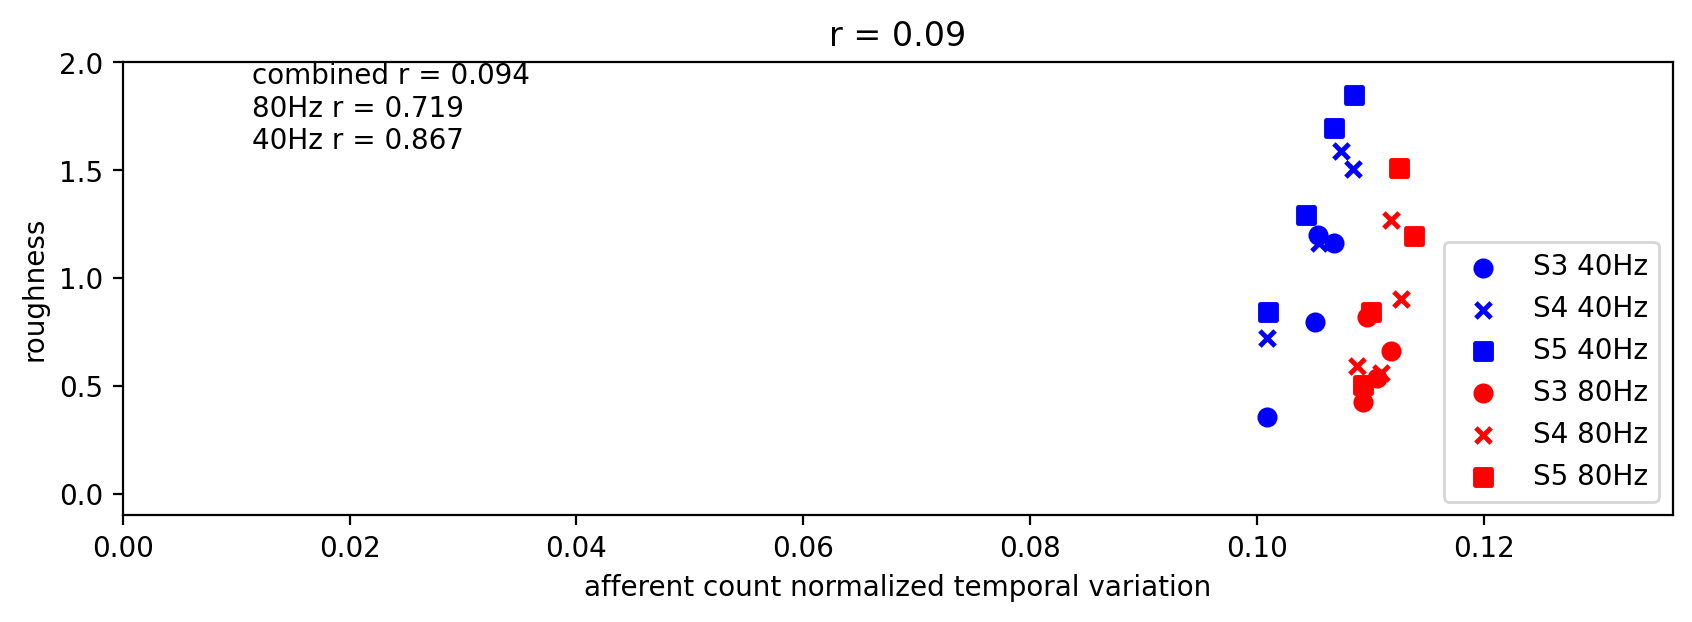 r = 0.09
combined r = 0.094
80Hz r = 0.719
40Hz r = 0.867
2.0
1.5
1.0
0.5
0.0
roughness
S3 40Hz
S4 40Hz
S5 40Hz
S3 80Hz
S4 80Hz
S5 80Hz
0.00 0.02 0.04 0.06 0.08 0.10 0.12
afferent count normalized temporal variation